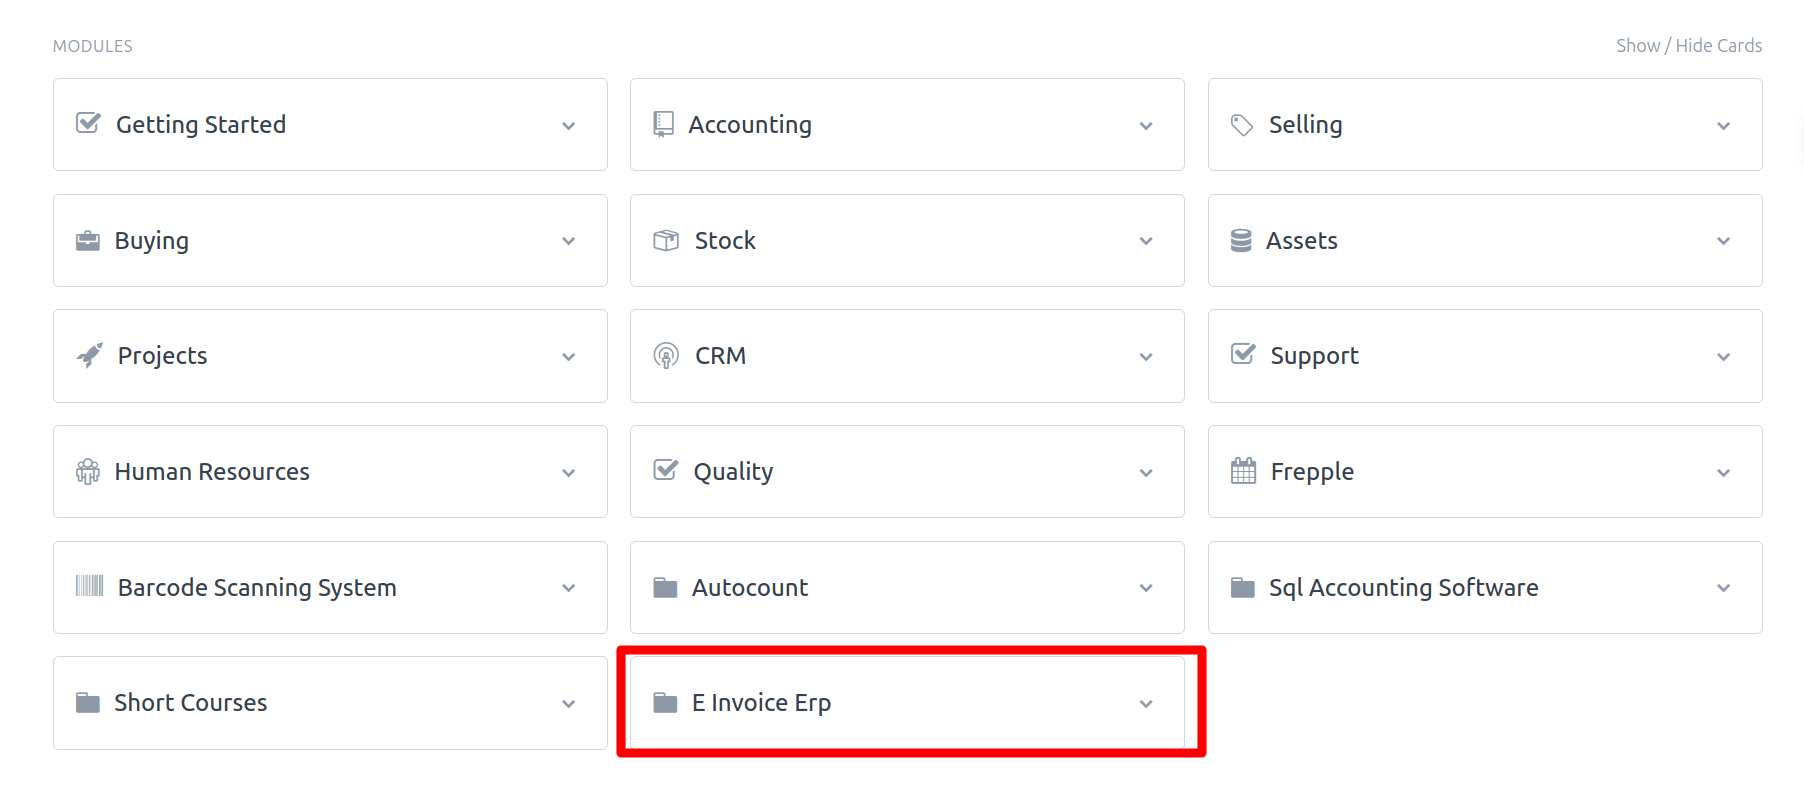 MODULES
Show / Hide Cards
Getting Started
Accounting
Selling
Buying
Stock
Assets
Projects
CRM
Support
Human Resources
Quality
Frepple
Barcode Scanning System
Autocount
Sql Accounting Software
Short Courses
E Invoice Erp